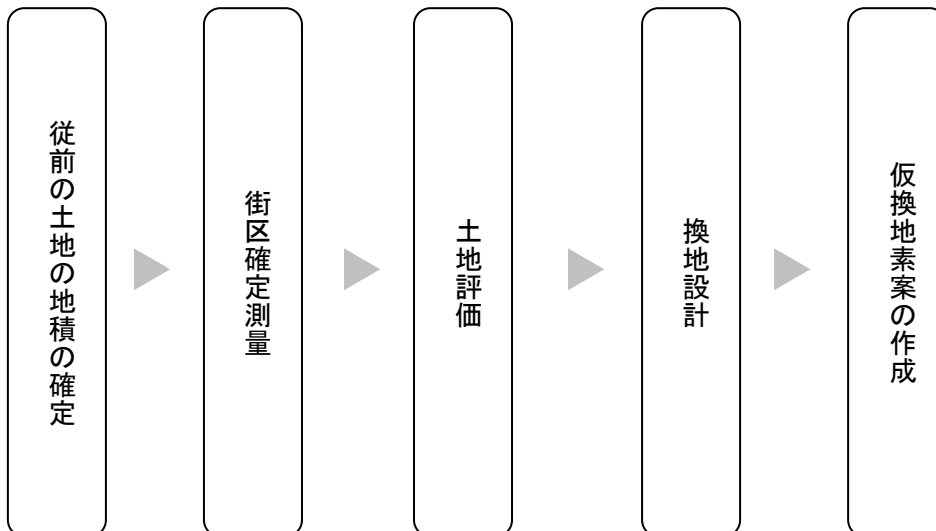 従前の土地の地積の確定
街区確定測量
土地評価
換地設計
仮換地素案の作成